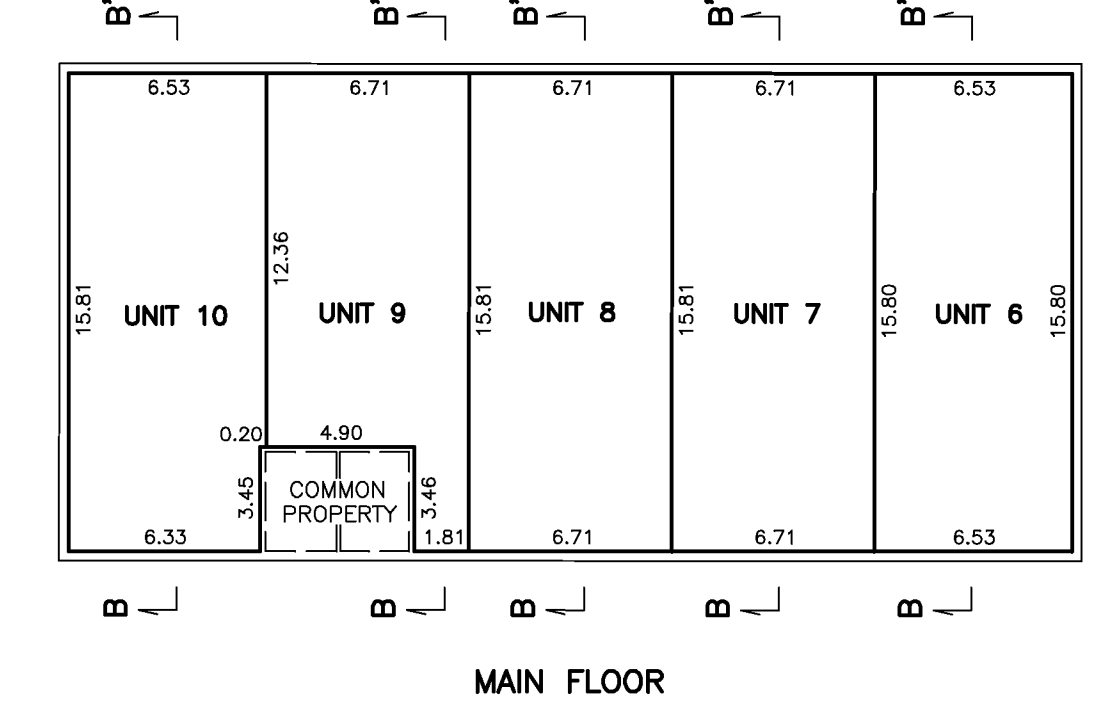 B' B' B' B' B'
6.53 6.71 6.71 6.71 6.53
12.36
15.81 15.81 15.81 15.80 15.80
UNIT 10 UNIT 9 UNIT 8 UNIT 7 UNIT 6
0.20 4.90
3.45 3.46
COMMON
PROPERTY
6.33 1.81 6.71 6.71 6.53
B B B B B
MAIN FLOOR